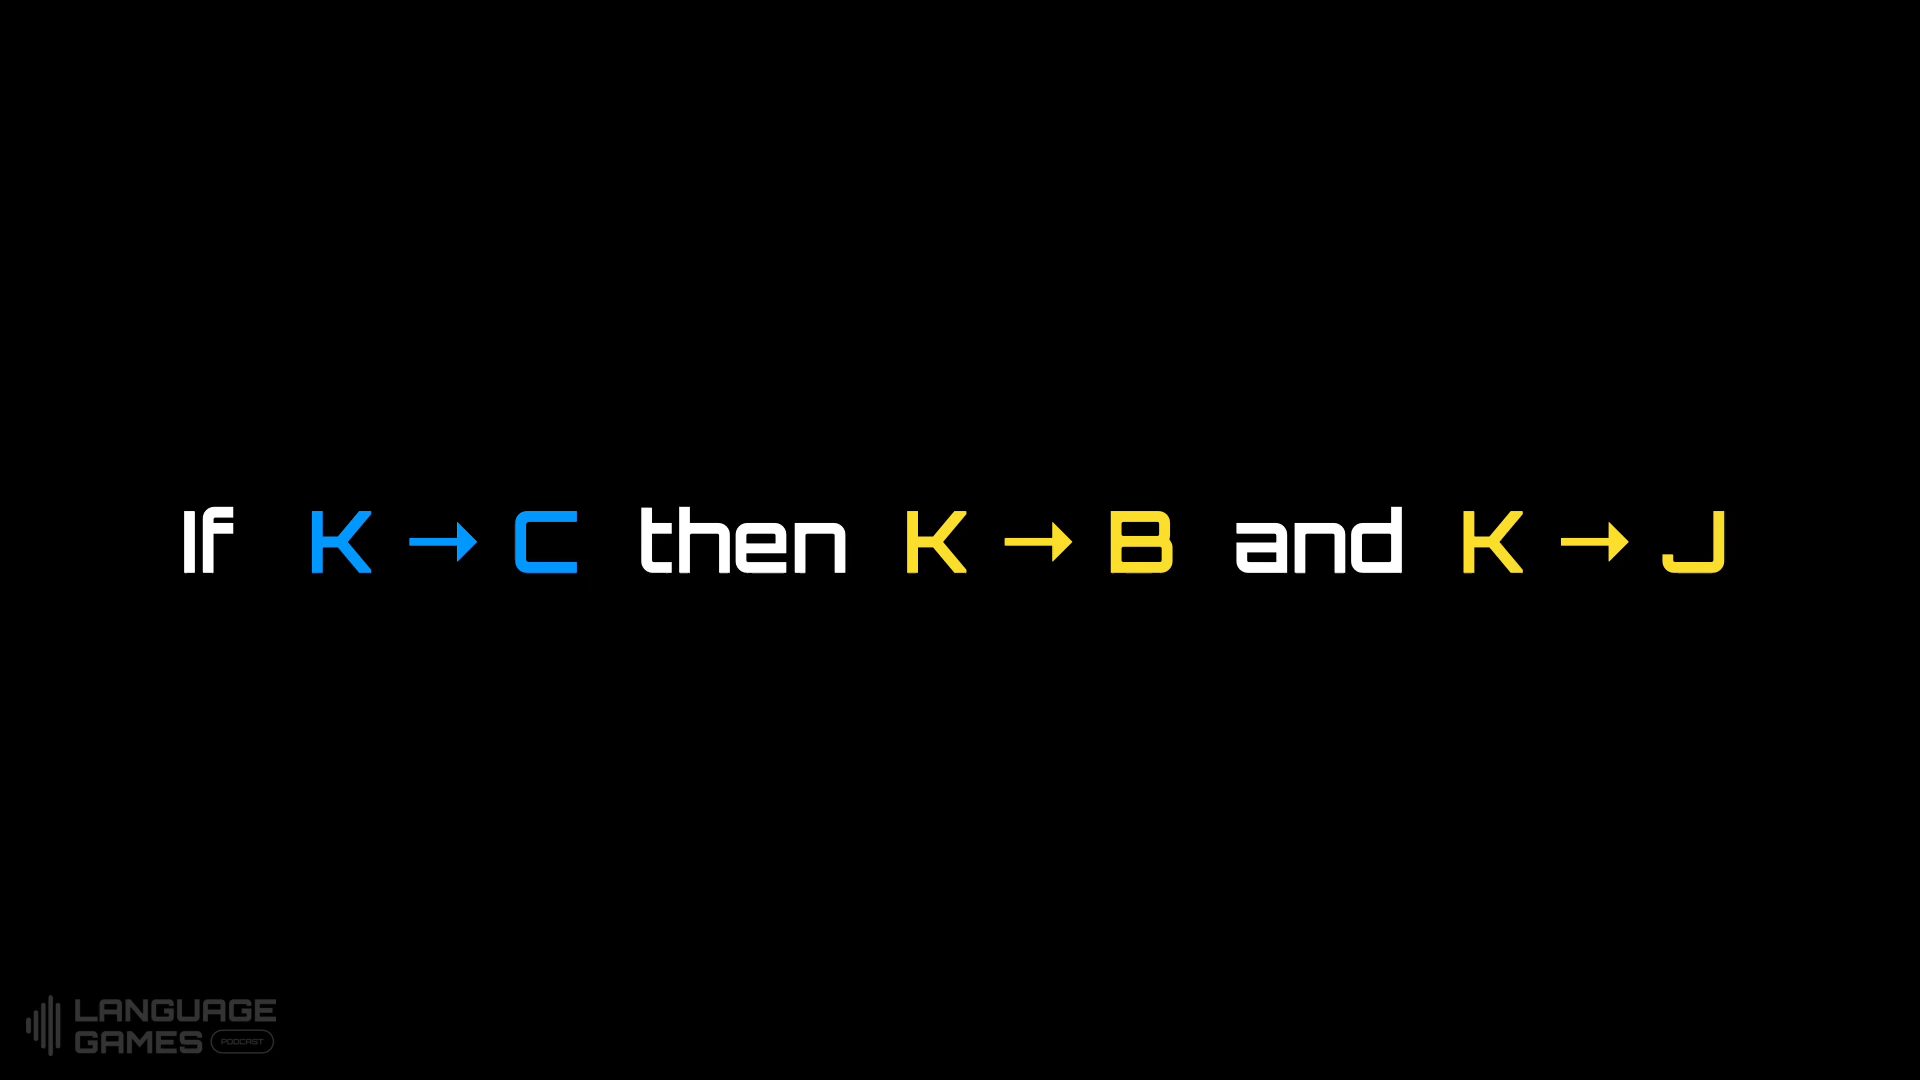 If K → C then K → B and K → J
LANGUAGE
GAMES PODCAST